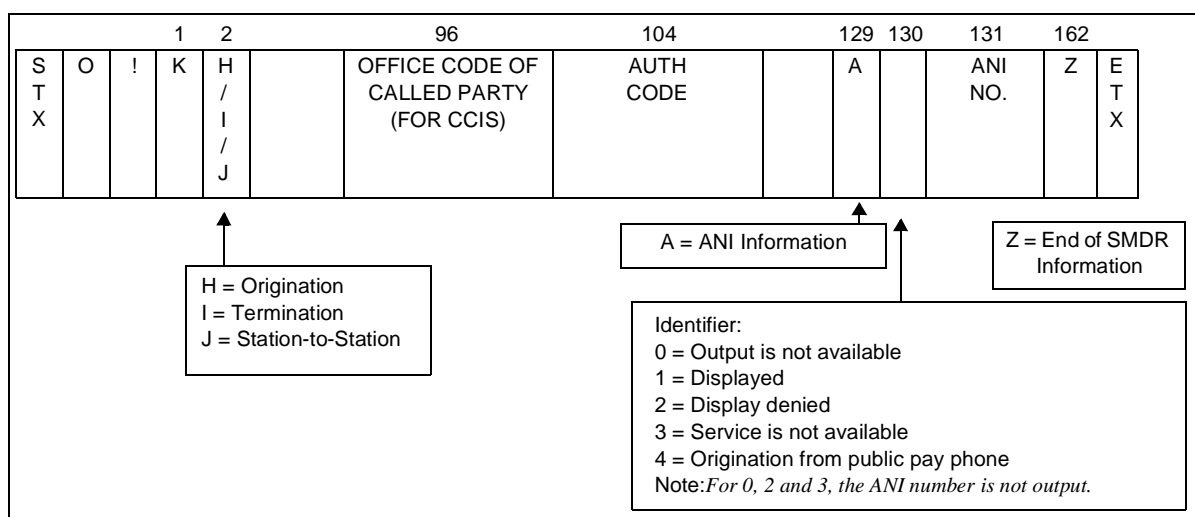 1 2 96 104 129 130 131 162
S O ! K H OFFICE CODE OF AUTH A ANI Z E
T / CALLED PARTY CODE NO. T
X I (FOR CCIS) X
/
J
A = ANI Information
Z = End of SMDR
Information
H = Origination
I = Termination
J = Station-to-Station
Identifier:
0 = Output is not available
1 = Displayed
2 = Display denied
3 = Service is not available
4 = Origination from public pay phone
Note:For 0, 2 and 3, the ANI number is not output.